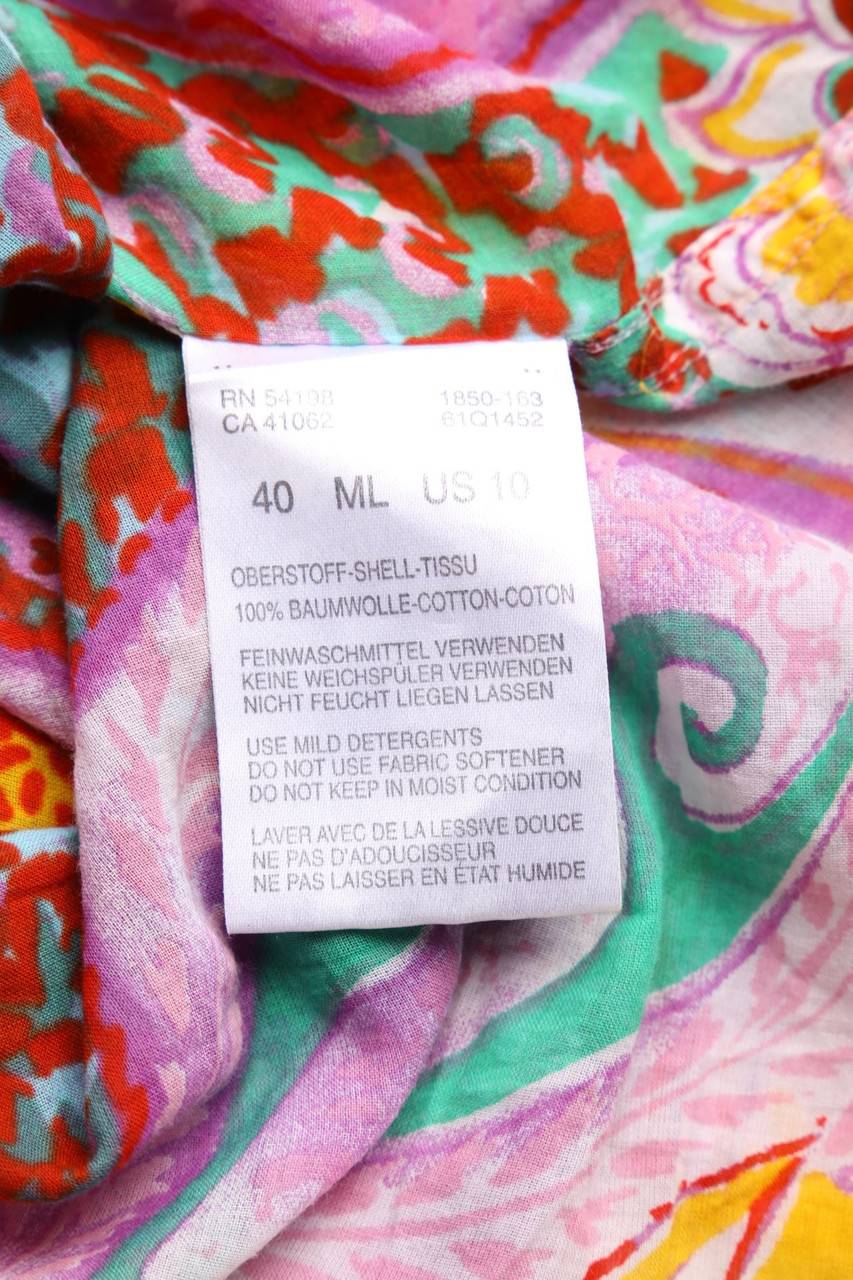 RN 54198 1850-163
CA 41062 61Q1452
40 ML US 10
OBERSTOFF-SHELL-TISSU
100% BAUMWOLLE-COTTON-COTON
FEINWASCHMITTEL VERWENDEN
KEINE WEICHSPÜLER VERWENDEN
NICHT FEUCHT LIEGEN LASSEN
USE MILD DETERGENTS
DO NOT USE FABRIC SOFTENER
DO NOT KEEP IN MOIST CONDITION
LAVER AVEC DE LA LESSIVE DOUCE
NE PAS D'ADOUCISSEUR
NE PAS LAISSER EN ÉTAT HUMIDE